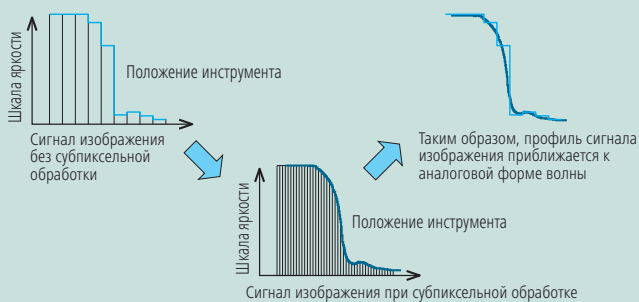 Шкала яркости
Положение инструмента
Сигнал изображения
без субпиксельной
обработки
Таким образом, профиль сигнала
изображения приближается к
аналоговой форме волны
Шкала яркости
Положение инструмента
Сигнал изображения при субпиксельной обработке